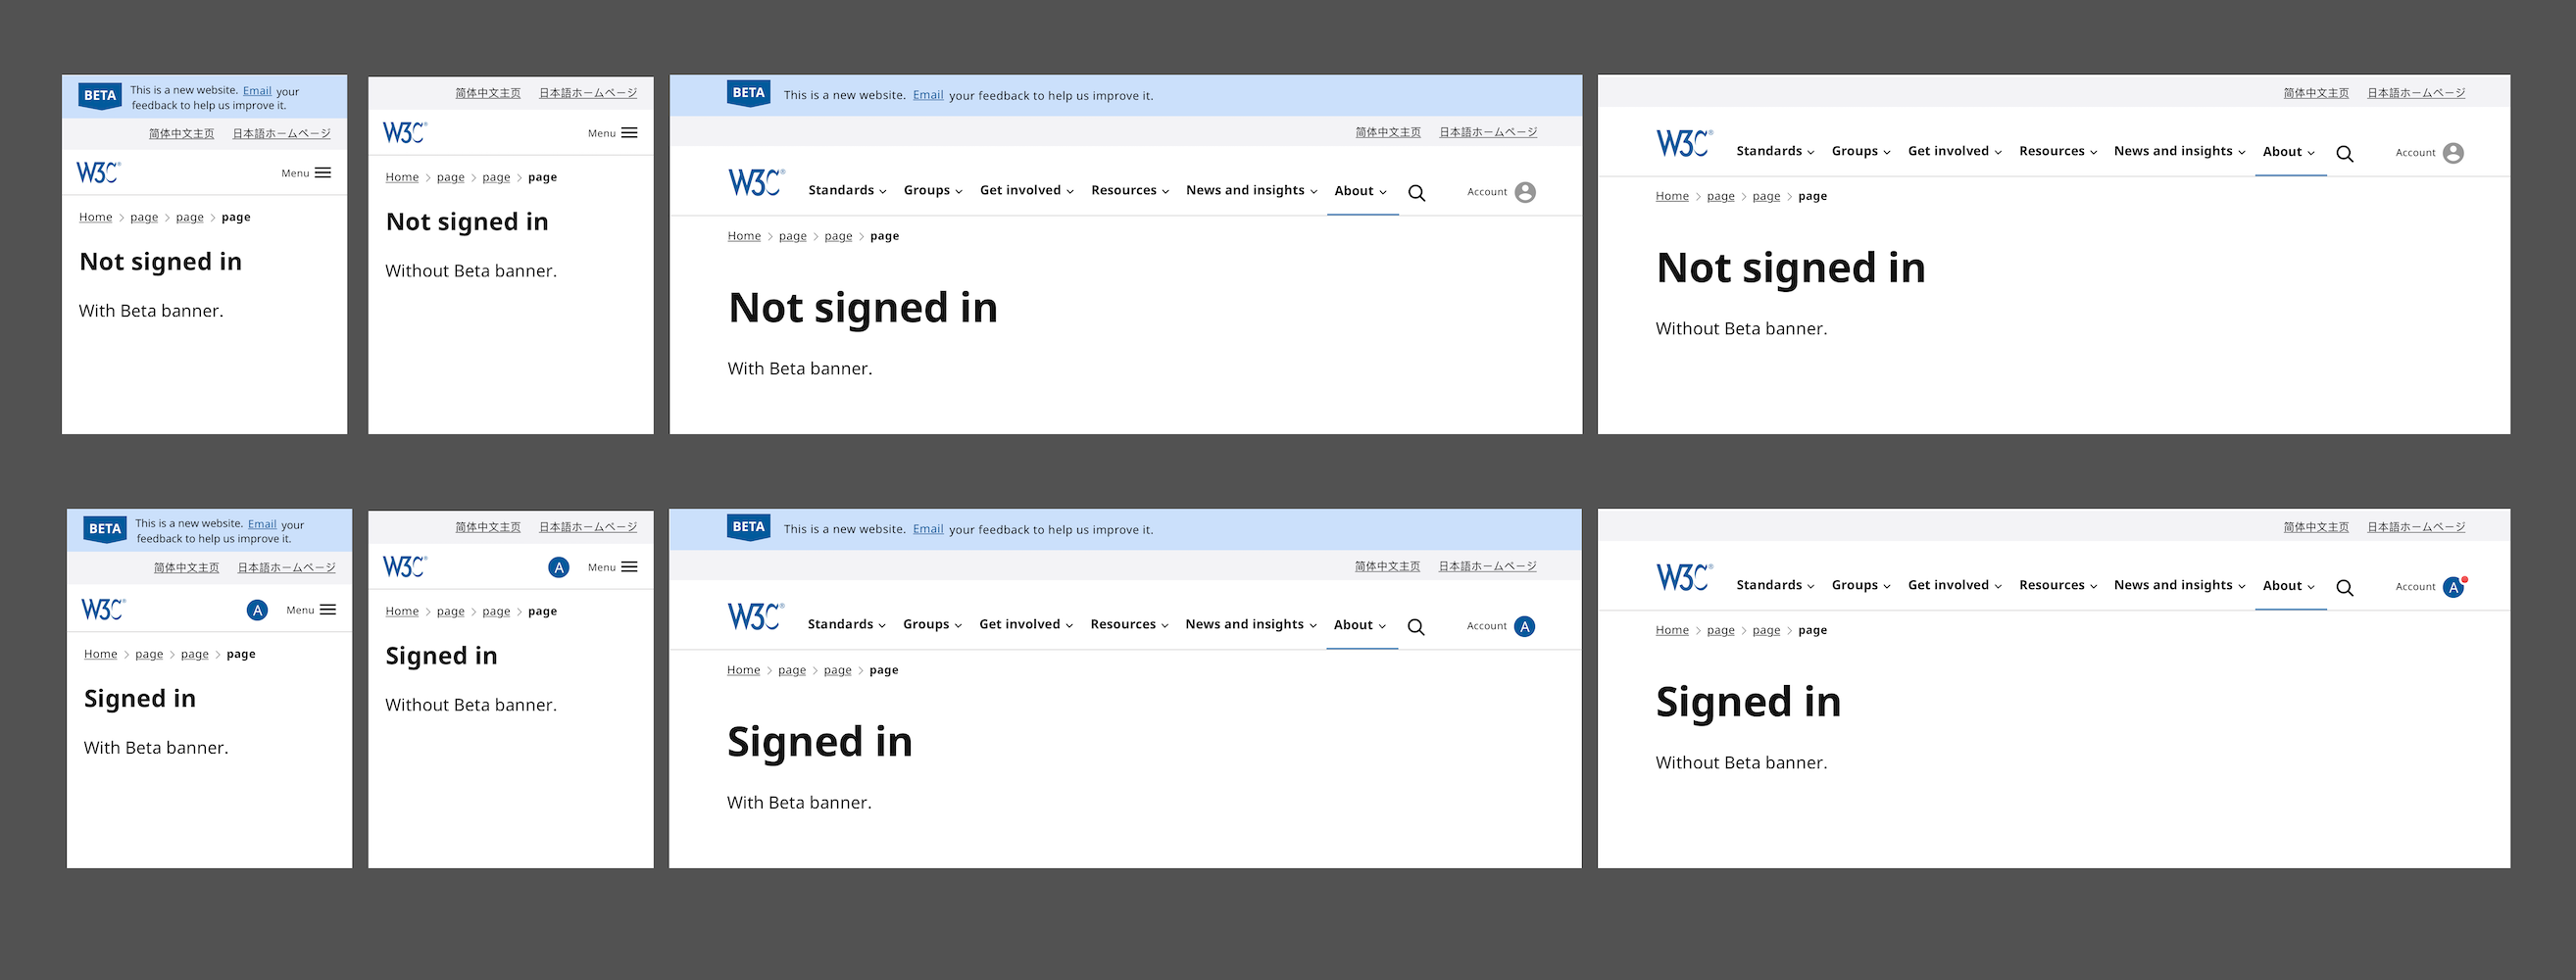 BETA This is a new website. Email your
feedback to help us improve it.
简体中文主页 日本語ホームページ
W3C® Menu
Home > page > page > page
Not signed in
With Beta banner.
简体中文主页 日本語ホームページ
W3C® Menu
Home > page > page > page
Not signed in
Without Beta banner.
BETA This is a new website. Email your feedback to help us improve it.
简体中文主页 日本語ホームページ
W3C® Standards Groups Get involved Resources News and insights About Account
Home > page > page > page
Not signed in
With Beta banner.
简体中文主页 日本語ホームページ
W3C® Standards Groups Get involved Resources News and insights About Account
Home > page > page > page
Not signed in
Without Beta banner.
BETA This is a new website. Email your
feedback to help us improve it.
简体中文主页 日本語ホームページ
W3C® A Menu
Home > page > page > page
Signed in
With Beta banner.
简体中文主页 日本語ホームページ
W3C® A Menu
Home > page > page > page
Signed in
Without Beta banner.
BETA This is a new website. Email your feedback to help us improve it.
简体中文主页 日本語ホームページ
W3C® Standards Groups Get involved Resources News and insights About Account A
Home > page > page > page
Signed in
With Beta banner.
简体中文主页 日本語ホームページ
W3C® Standards Groups Get involved Resources News and insights About Account A
Home > page > page > page
Signed in
Without Beta banner.